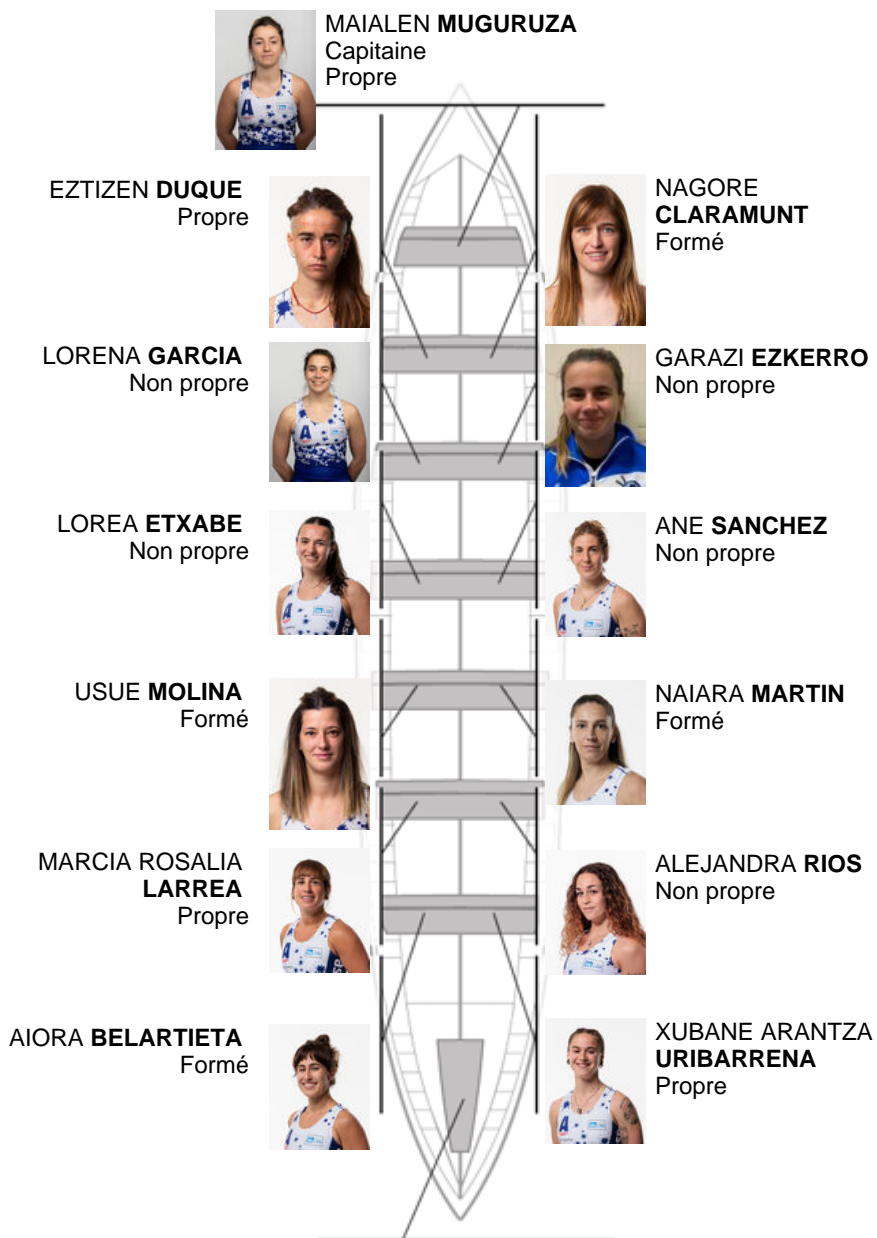 MAIALEN MUGURUZA
Capitaine
Propre
EZTIZEN DUQUE
Propre
NAGORE
CLARAMUNT
Formé
LORENA GARCIA
Non propre
GARAZI EZKERRO
Non propre
LOREA ETXABE
Non propre
ANE SANCHEZ
Non propre
USUE MOLINA
Formé
NAIARA MARTIN
Formé
MARCIA ROSALIA
LARREA
Propre
ALEJANDRA RIOS
Non propre
AIORA BELARTIETA
Formé
XUBANE ARANTZA
URIBARRENA
Propre